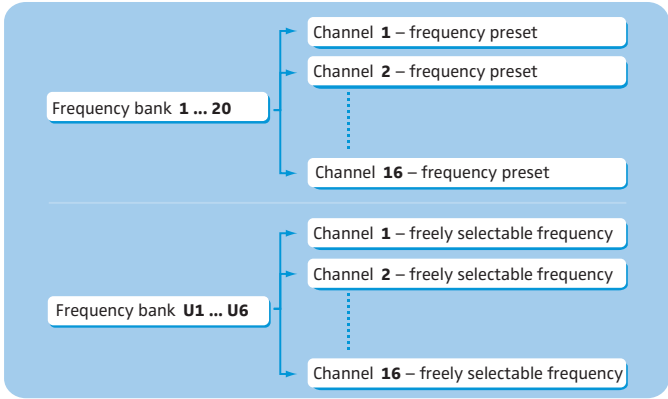 Channel 1 – frequency preset
Channel 2 – frequency preset
Frequency bank 1 ... 20
Channel 16 – frequency preset
Channel 1 – freely selectable frequency
Channel 2 – freely selectable frequency
Frequency bank U1 ... U6
Channel 16 – freely selectable frequency